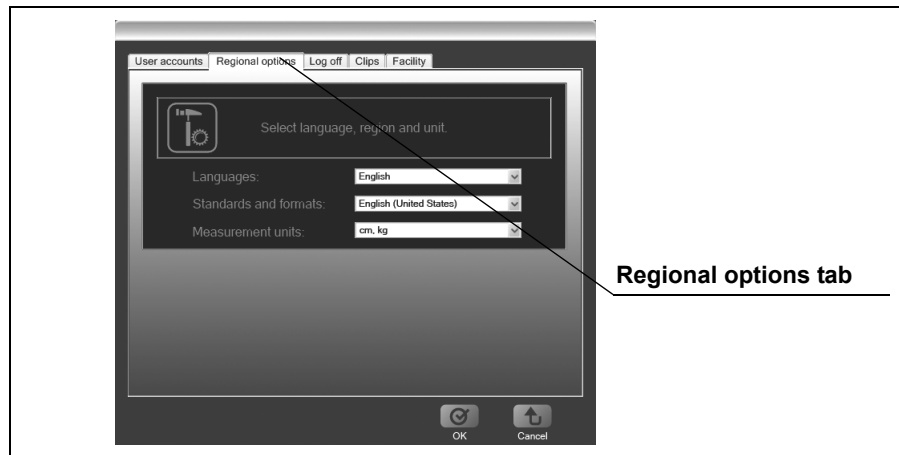 User accounts Regional options Log off Clips Facility
Select language, region and unit.
Languages: English
Standards and formats: English (United States)
Measurement units: cm, kg
Regional options tab
OK Cancel